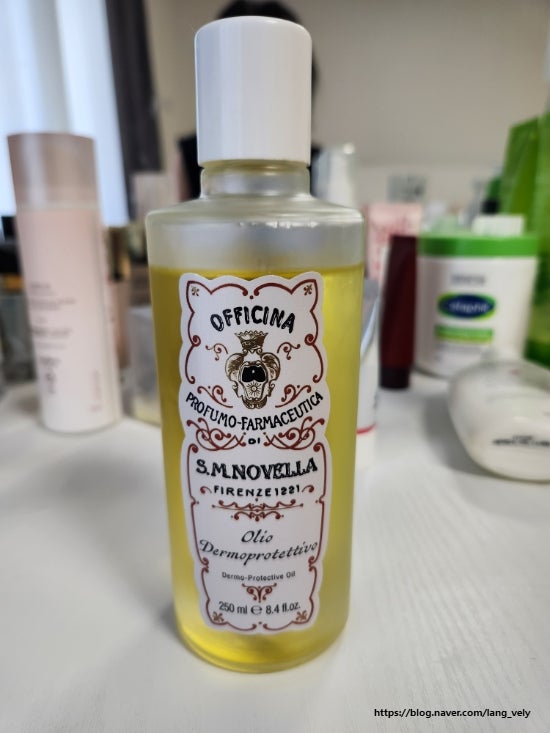 OFFICINA
PROFUMO-FARMACEUTICA
DI
S.M.NOVELLA
FIRENZE 1221
Olio
Dermoprotettivo
Dermo-Protective Oil
250 ml ℮ 8.4 fl.oz.
Cetaphil
https://blog.naver.com/lang_vely